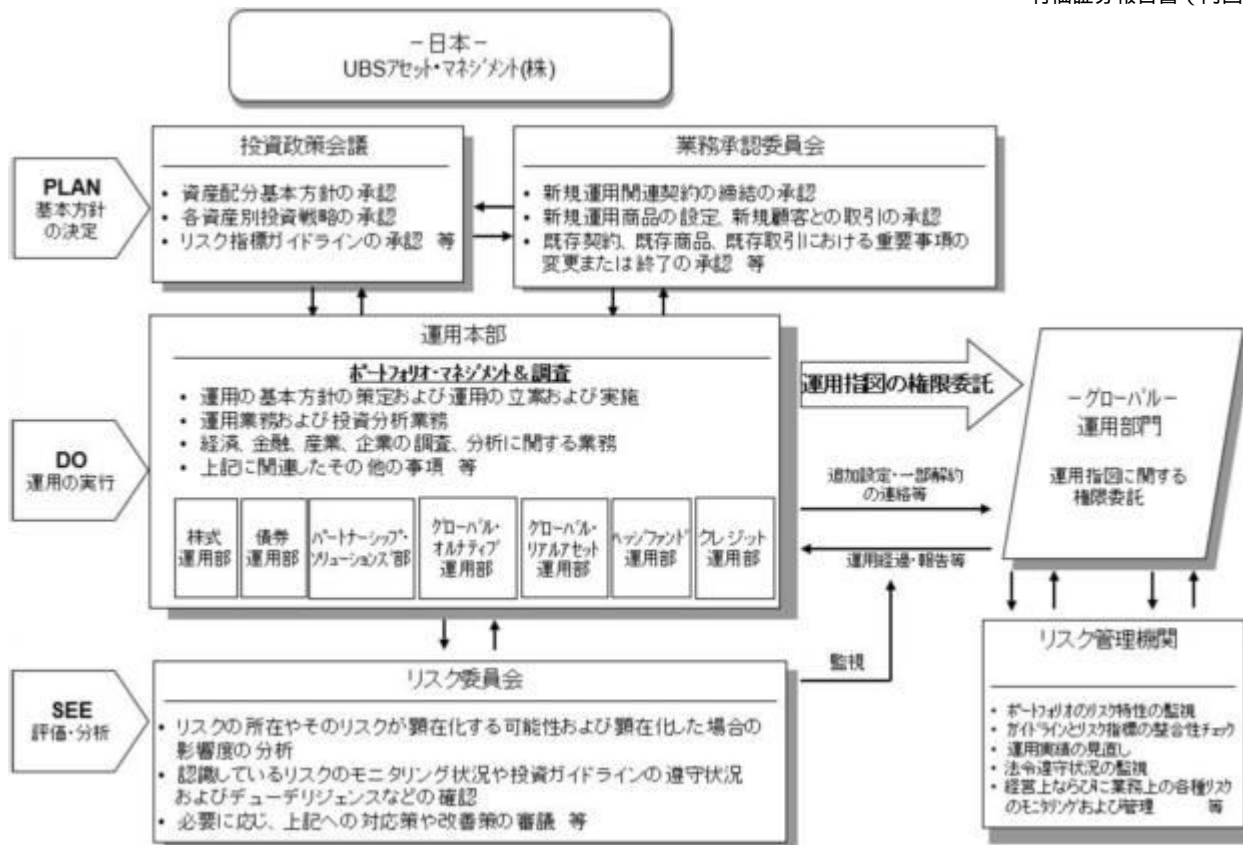 －日本－
UBSアセット・マネジメント(株)
投資政策会議
・ 資産配分基本方針の承認
・ 各資産別投資戦略の承認
・ リスク指標ガイドラインの承認 等
業務承認委員会
・ 新規運用関連契約の締結の承認
・ 新規運用商品の設定、新規顧客との取引の承認
・ 既存契約、既存商品、既存取引における重要事項の
変更または終了の承認 等
PLAN
基本方針
の決定
運用本部
ポートフォリオ・マネジメント&調査
・ 運用の基本方針の策定および運用の立案および実施
・ 運用業務および投資分析業務
・ 経済、金融、産業、企業の調査、分析に関する業務
・ 上記に関連したその他の事項 等
DO
運用の実行
株式
運用部
債券
運用部
パートナーシップ・
ソリューションズ部
グローバル・
オルナティブ
運用部
グローバル・
リアルアセット
運用部
ヘッジファンド
運用部
クレジット
運用部
運用指図の権限委託
追加設定・一部解約
の連絡等
運用経過・報告等
－グローバル－
運用部門
運用指図に関する
権限委託
監視
SEE
評価・分析
リスク委員会
・ リスクの所在やそのリスクが顕在化する可能性および顕在化した場合の
影響度の分析
・ 認識しているリスクのモニタリング状況や投資ガイドラインの遵守状況
およびデューデリジェンスなどの確認
・ 必要に応じ、上記への対応策や改善策の審議 等
リスク管理機関
・ ポートフォリオのリスク特性の監視
・ ガイドラインとリスク指標の整合性チェック
・ 運用実績の見直し
・ 法令遵守状況の監視
・ 経営上ならびに業務上の各種リスク
のモニタリングおよび管理 等